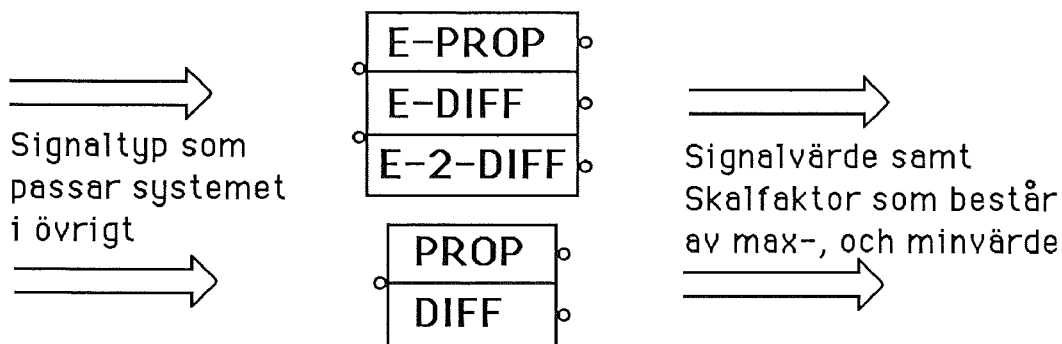 E-PROP
E-DIFF
E-2-DIFF
Signaltyp som
passar systemet
i övrigt
Signalvärde samt
Skalfaktor som består
av max-, och minvärde
PROP
DIFF